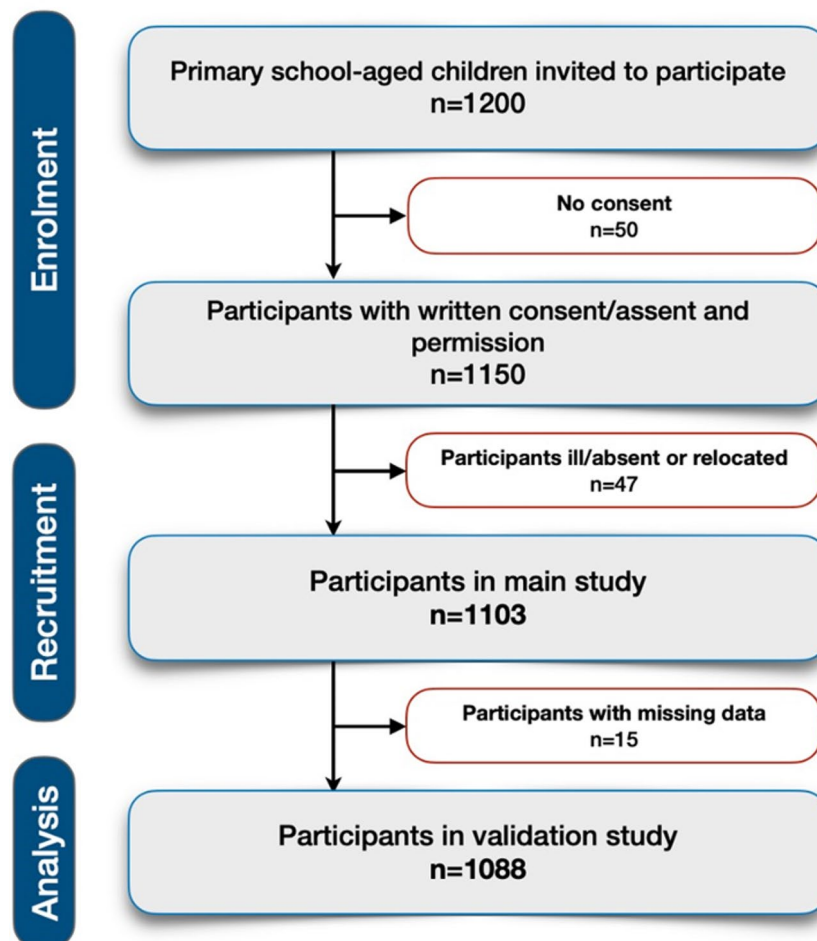 Enrolment
Primary school-aged children invited to participate
n=1200
No consent
n=50
Participants with written consent/assent and
permission
n=1150
Recruitment
Participants ill/absent or relocated
n=47
Participants in main study
n=1103
Participants with missing data
n=15
Analysis
Participants in validation study
n=1088